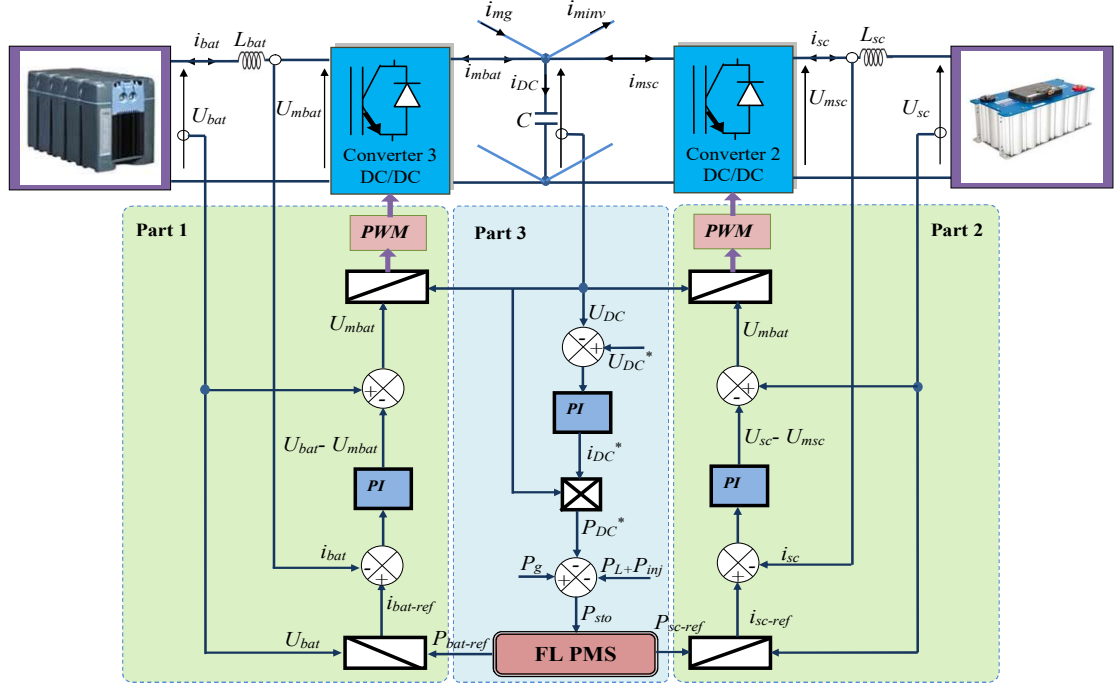 i_mg
i_minv
i_bat
L_bat
i_mbat
i_DC
i_msc
i_sc
L_sc
U_bat
U_mbat
C
U_msc
U_sc
Converter 3
DC/DC
Converter 2
DC/DC
Part 1
PWM
Part 3
PWM
Part 2
U_mbat
U_DC
U_mbat
-
+
U_DC*
+
-
PI
+
-
U_bat- U_mbat
i_DC*
U_sc- U_msc
PI
PI
P_DC*
i_bat
-
+
P_g
+
-
-
P_L+P_inj
i_sc
+
-
i_bat-ref
P_sto
i_sc-ref
U_bat
P_bat-ref
FL PMS
P_sc-ref